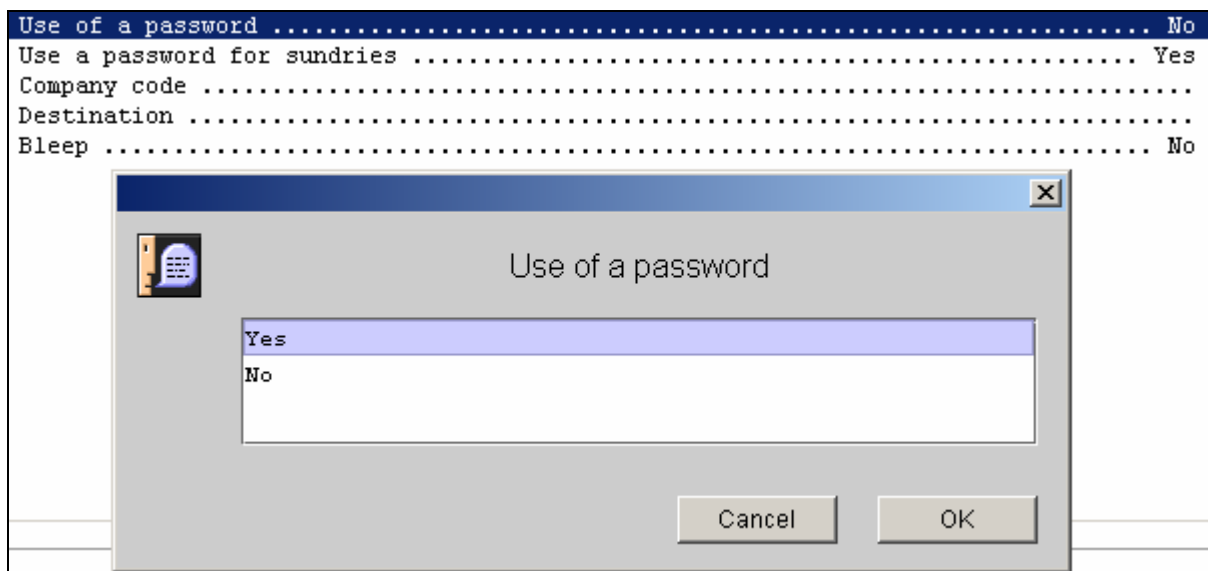 Use of a password ............................................................... No
Use a password for sundries .................................................... Yes
Company code .......................................................................
Destination ........................................................................
Bleep ........................................................................... No
Use of a password
Yes
No
Cancel OK